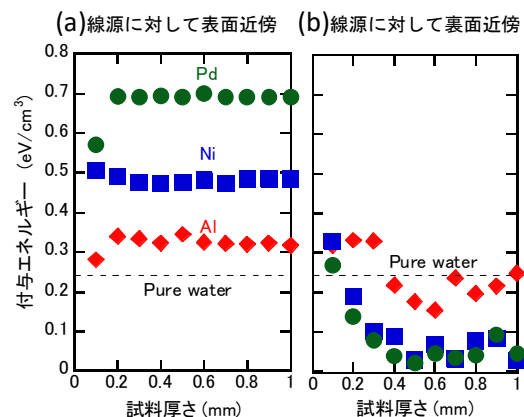 (a)線源に対して表面近傍
(b)線源に対して裏面近傍
付与エネルギー (eV/cm³)
0.8
0.7
0.6
0.5
0.4
0.3
0.2
0.1
0
Pd
Ni
Al
Pure water
Pure water
0 0.2 0.4 0.6 0.8 1
0 0.2 0.4 0.6 0.8 1
試料厚さ(mm)
試料厚さ(mm)